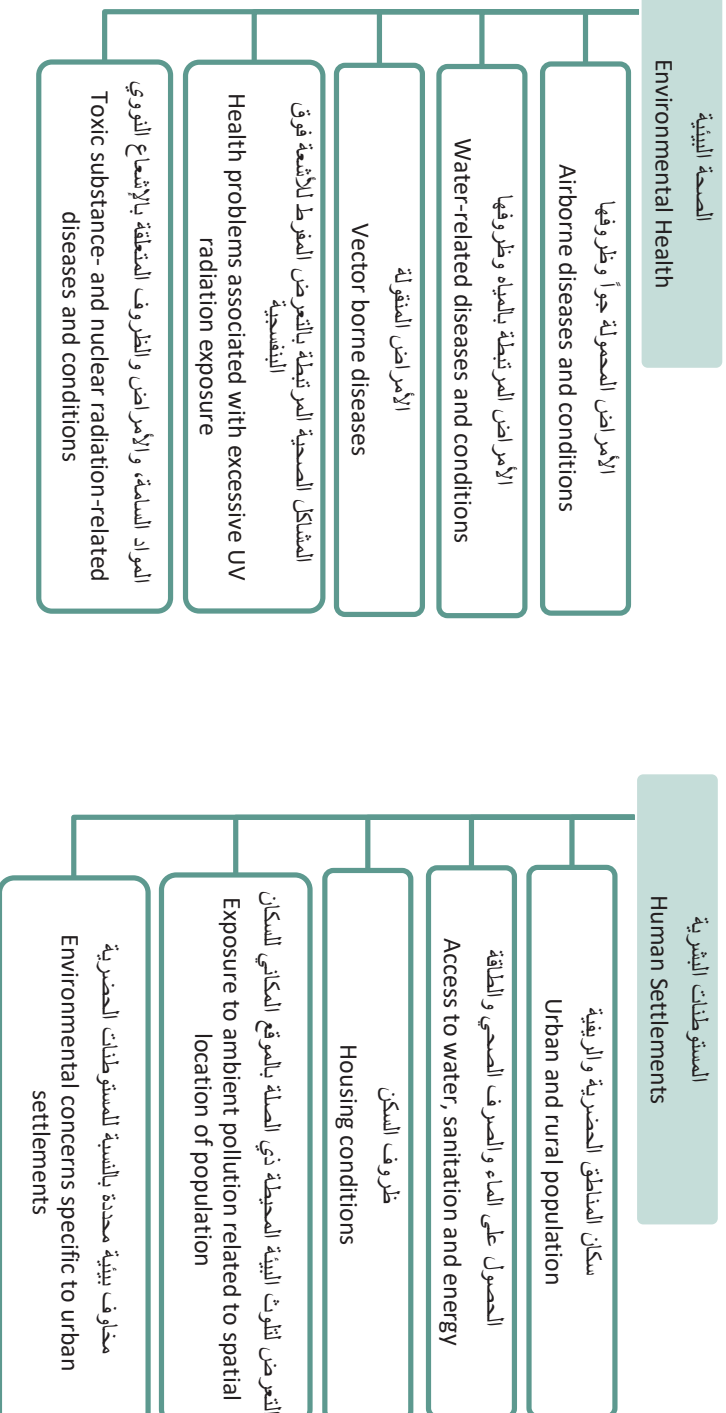 الصحة البيئية
Environmental Health
الأمراض المحمولة جواً وظروفها
Airborne diseases and conditions
الأمراض المرتبطة بالمياه وظروفها
Water-related diseases and conditions
الأمراض المنقولة
Vector borne diseases
المشاكل الصحية المرتبطة بالتعرض المفرط للأشعة فوق
البنفسجية
Health problems associated with excessive UV
radiation exposure
المواد السامة، والأمراض والظروف المتعلقة بالإشعاع النووي
Toxic substance- and nuclear radiation-related
diseases and conditions
المستوطنات البشرية
Human Settlements
سكان المناطق الحضرية والريفية
Urban and rural population
الحصول على الماء والصرف الصحي والطاقة
Access to water, sanitation and energy
ظروف السكن
Housing conditions
التعرض لتلوث البيئة المحيطة ذي الصلة بالموقع المكاني للسكان
Exposure to ambient pollution related to spatial
location of population
مخاوف بيئية محددة بالنسبة للمستوطنات الحضرية
Environmental concerns specific to urban
settlements